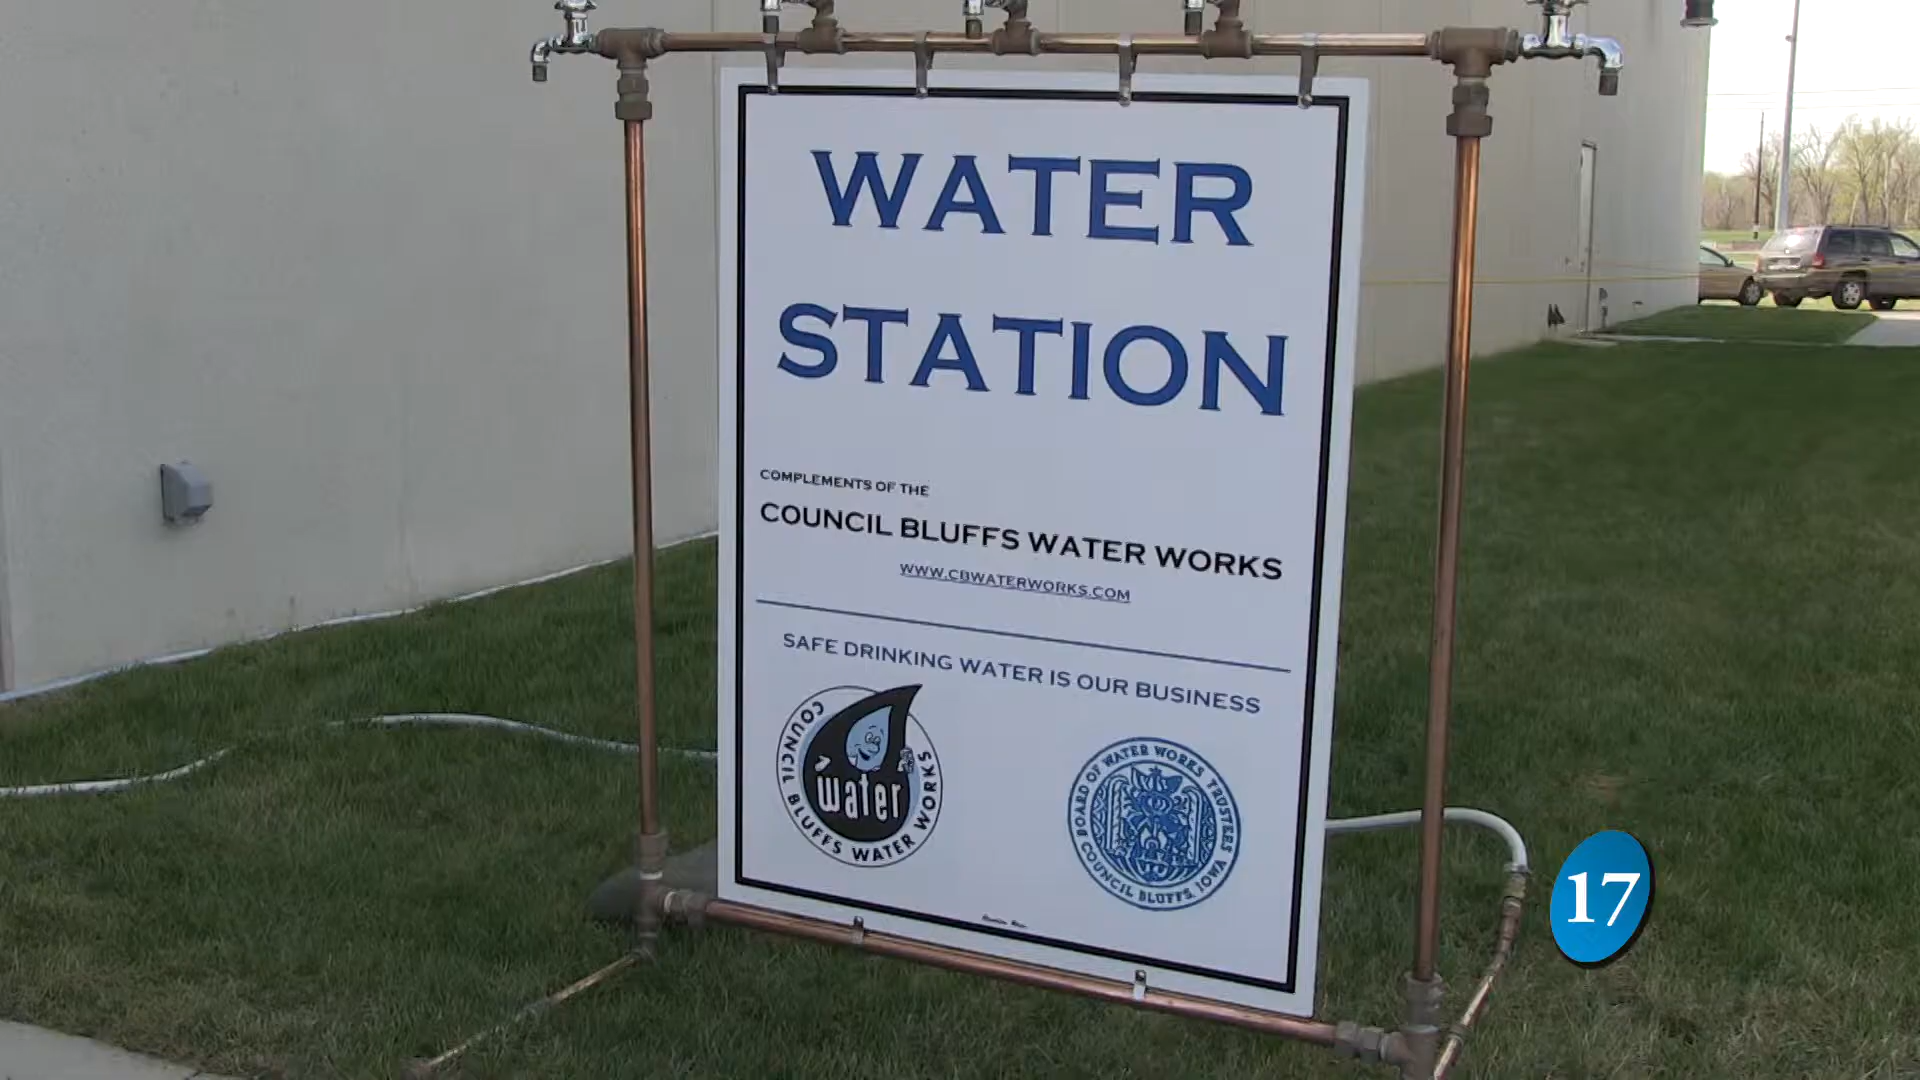 WATER
STATION
COMPLEMENTS OF THE
COUNCIL BLUFFS WATER WORKS
WWW.CBWATERWORKS.COM
SAFE DRINKING WATER IS OUR BUSINESS
COUNCIL BLUFFS WATER WORKS
water
BOARD OF WATER WORKS TRUSTEES
COUNCIL BLUFFS, IOWA
17